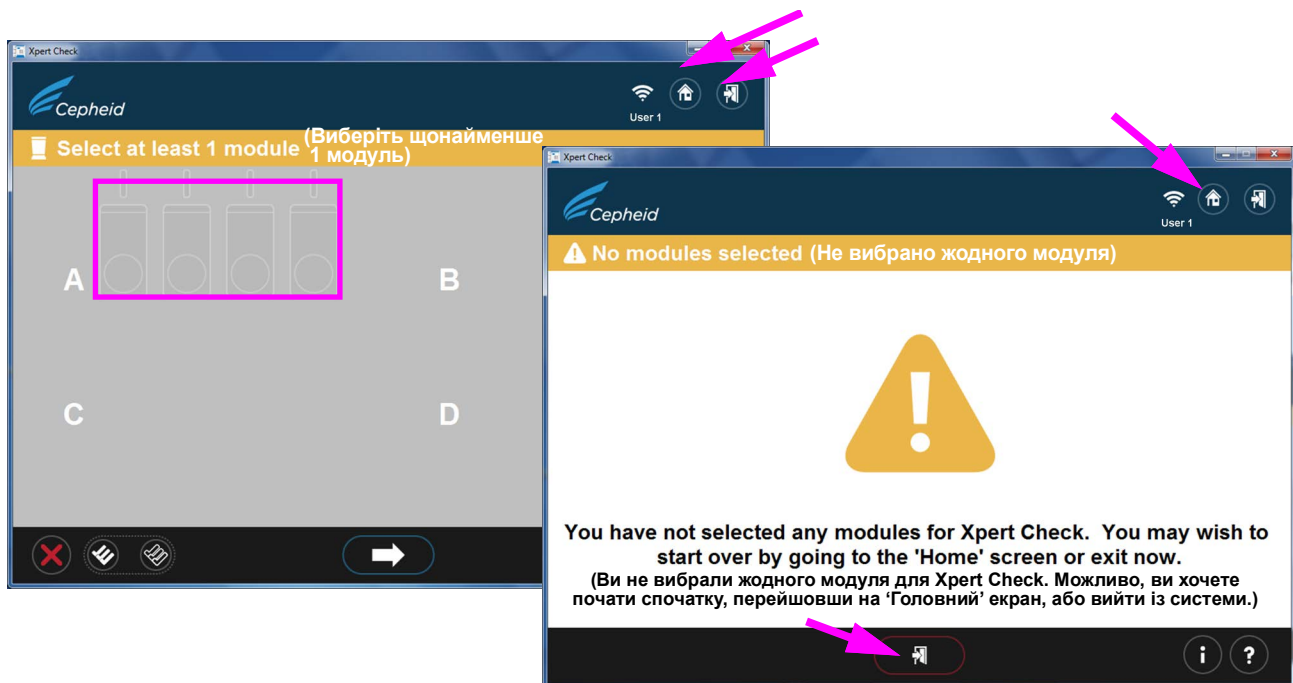 Xpert Check
Cepheid
User 1
Select at least 1 module (Виберіть щонайменше
1 модуль)
A
B
C
D
Xpert Check
Cepheid
User 1
No modules selected (Не вибрано жодного модуля)
You have not selected any modules for Xpert Check. You may wish to
start over by going to the 'Home' screen or exit now.
(Ви не вибрали жодного модуля для Xpert Check. Можливо, ви хочете
почати спочатку, перейшовши на ‘Головний’ екран, або вийти із системи.)
i ?